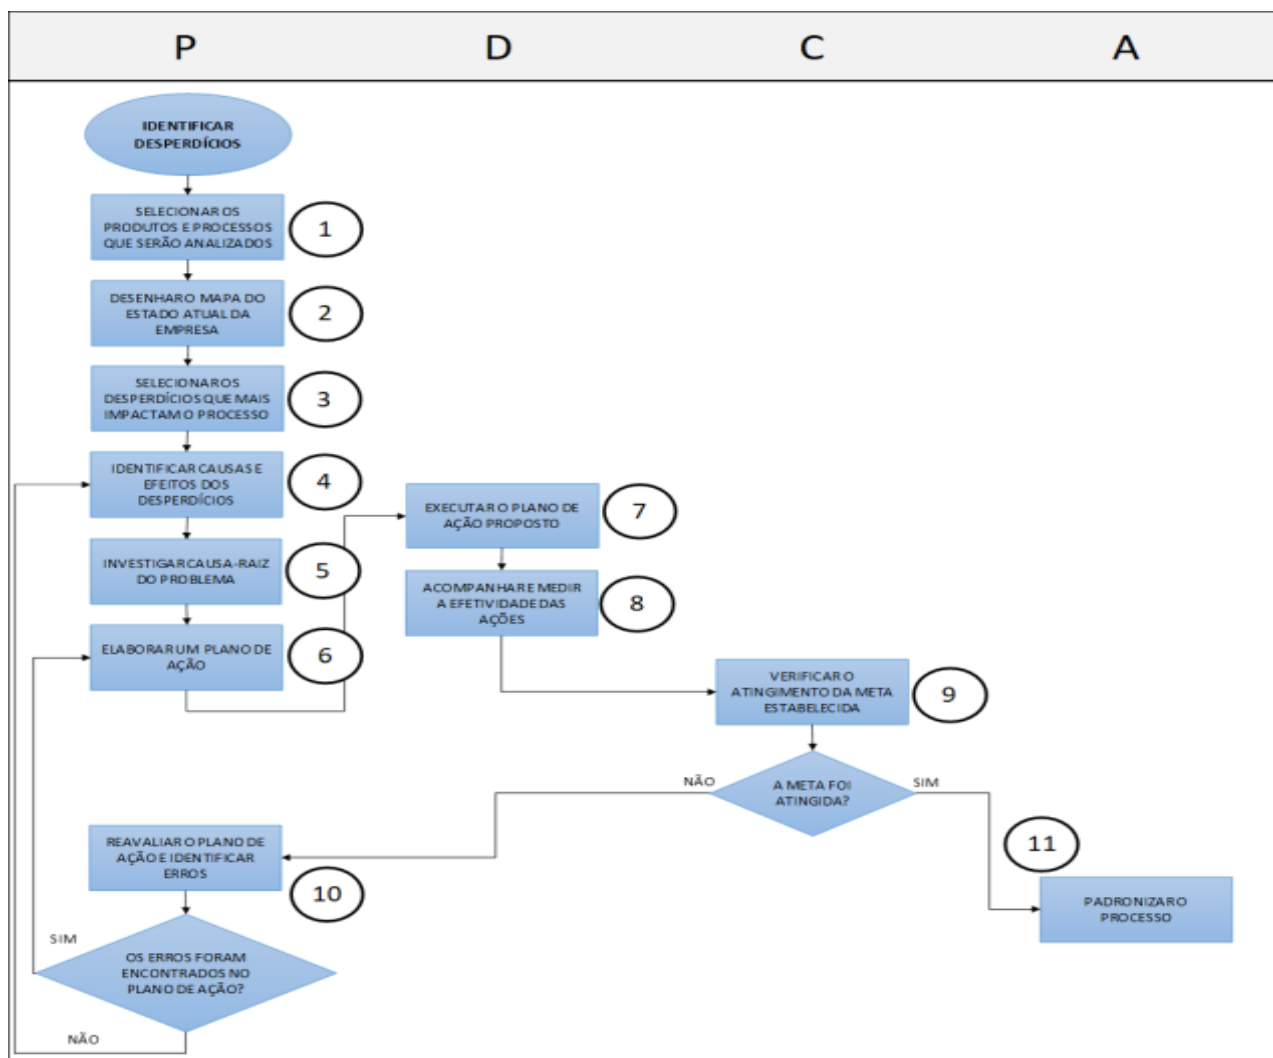 P
D
C
A
IDENTIFICAR
DESPERDÍCIOS
SELECIONAR OS
PRODUTOS E PROCESSOS
QUE SERÃO ANALIZADOS
1
DESENHAR O MAPA DO
ESTADO ATUAL DA
EMPRESA
2
SELECIONAR OS
DESPERDÍCIOS QUE MAIS
IMPACTAM O PROCESSO
3
IDENTIFICAR CAUSAS E
EFEITOS DOS
DESPERDÍCIOS
4
INVESTIGAR CAUSA-RAIZ
DO PROBLEMA
5
ELABORAR UM PLANO DE
AÇÃO
6
EXECUTAR O PLANO DE
AÇÃO PROPOSTO
7
ACOMPANHAR E MEDIR
A EFETIVIDADE DAS
AÇÕES
8
VERIFICAR O
ATINGIMENTO DA META
ESTABELECIDA
9
A META FOI
ATINGIDA?
NÃO
SIM
REAVALIAR O PLANO DE
AÇÃO E IDENTIFICAR
ERROS
10
11
PADRONIZAR O
PROCESSO
OS ERROS FORAM
ENCONTRADOS NO
PLANO DE AÇÃO?
SIM
NÃO